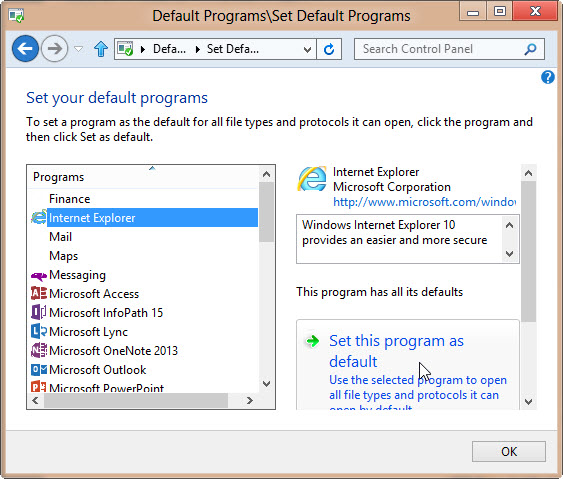 Default Programs\Set Default Programs
Defa...
Set Defa...
Search Control Panel
Set your default programs
To set a program as the default for all file types and protocols it can open, click the program and
then click Set as default.
Programs
Finance
Internet Explorer
Mail
Maps
Messaging
Microsoft Access
Microsoft InfoPath 15
Microsoft Lync
Microsoft OneNote 2013
Microsoft Outlook
Microsoft PowerPoint
Internet Explorer
Microsoft Corporation
http://www.microsoft.com/windo
Windows Internet Explorer 10
provides an easier and more secure
This program has all its defaults
Set this program as
default
Use the selected program to open
all file types and protocols it can
open by default.
OK